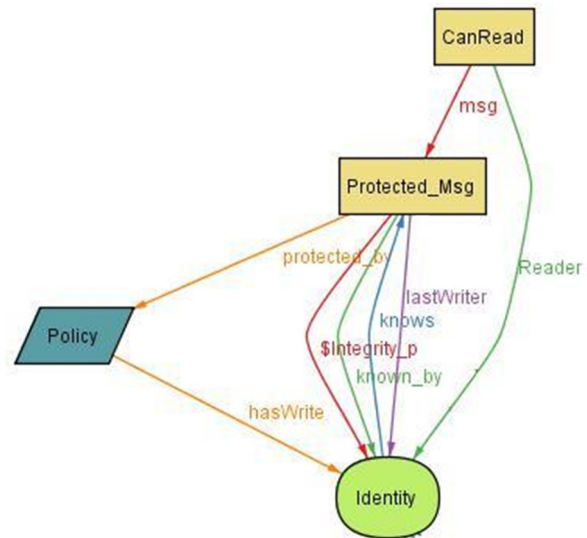 CanRead
msg
Protected_Msg
protected_by
Reader
lastWriter
knows
Policy
$Integrity_p
known_by
hasWrite
Identity